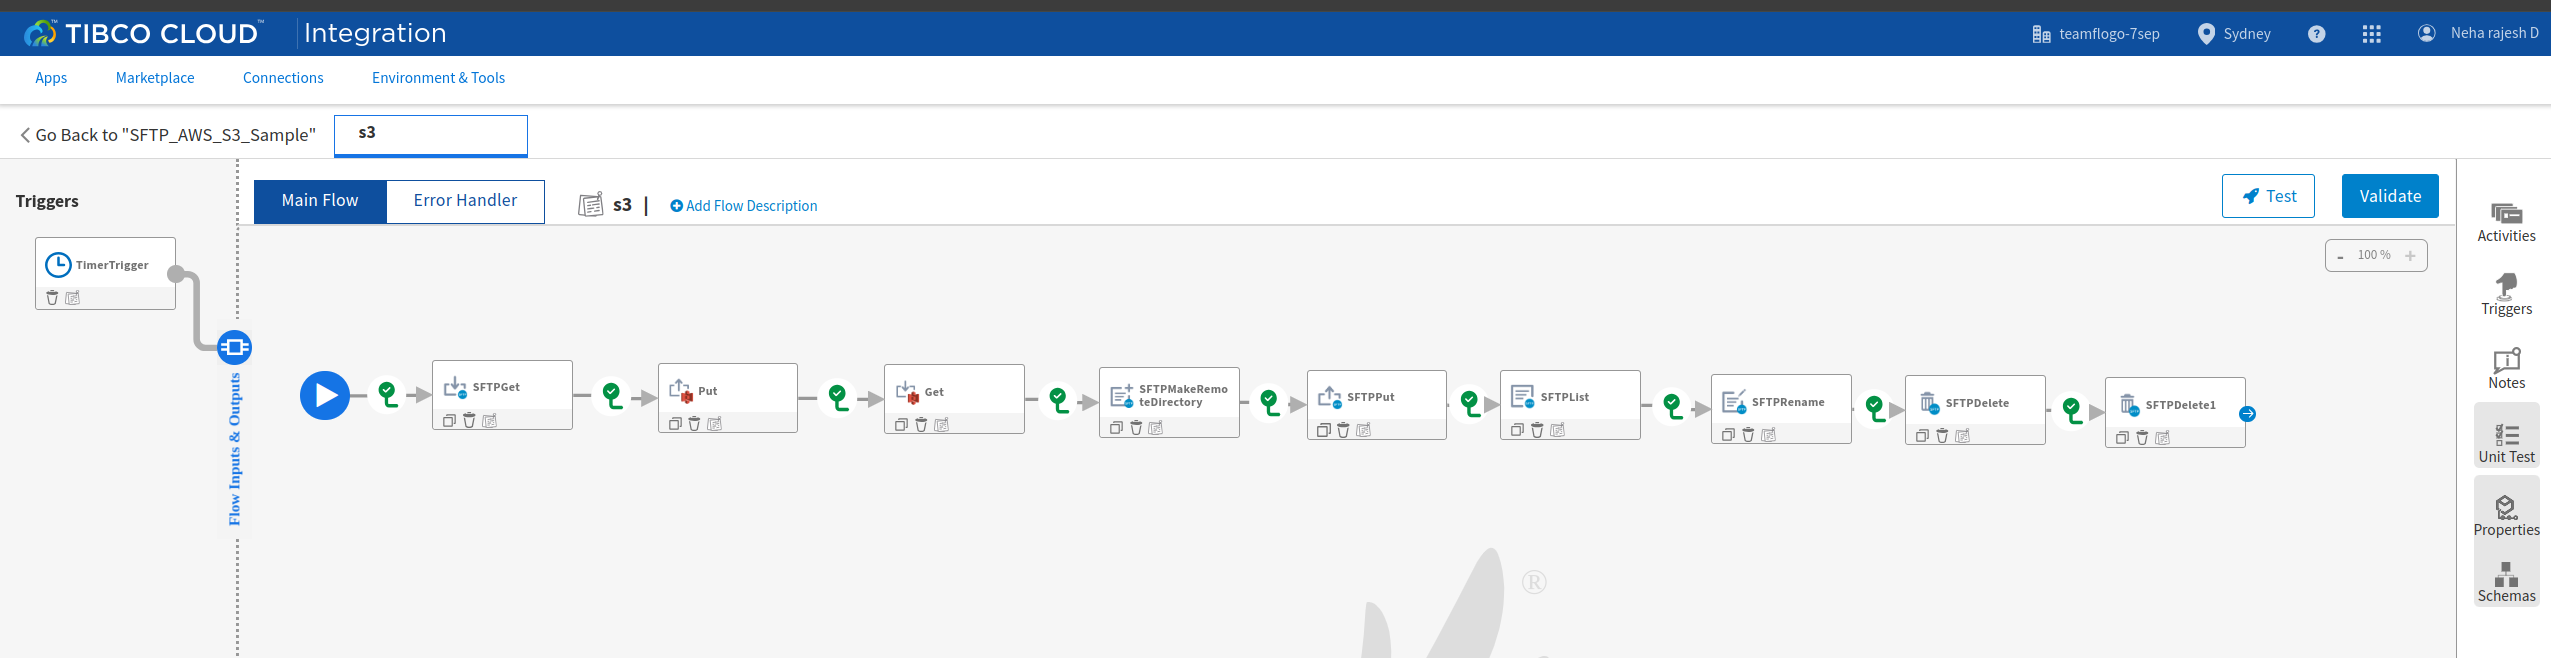 TIBCO CLOUD™ Integration
teamflogo-7sep
Sydney
?
Neha rajesh D
Apps
Marketplace
Connections
Environment & Tools
Go Back to "SFTP_AWS_S3_Sample"
s3
Triggers
Main Flow
Error Handler
s3 |
Add Flow Description
Test
Validate
- 100 % +
TimerTrigger
Flow Inputs & Outputs
SFTPGet
Put
Get
SFTPMakeRemo
teDirectory
SFTPPut
SFTPList
SFTPRename
SFTPDelete
SFTPDelete1
®
Activities
Triggers
Notes
Unit Test
Properties
Schemas